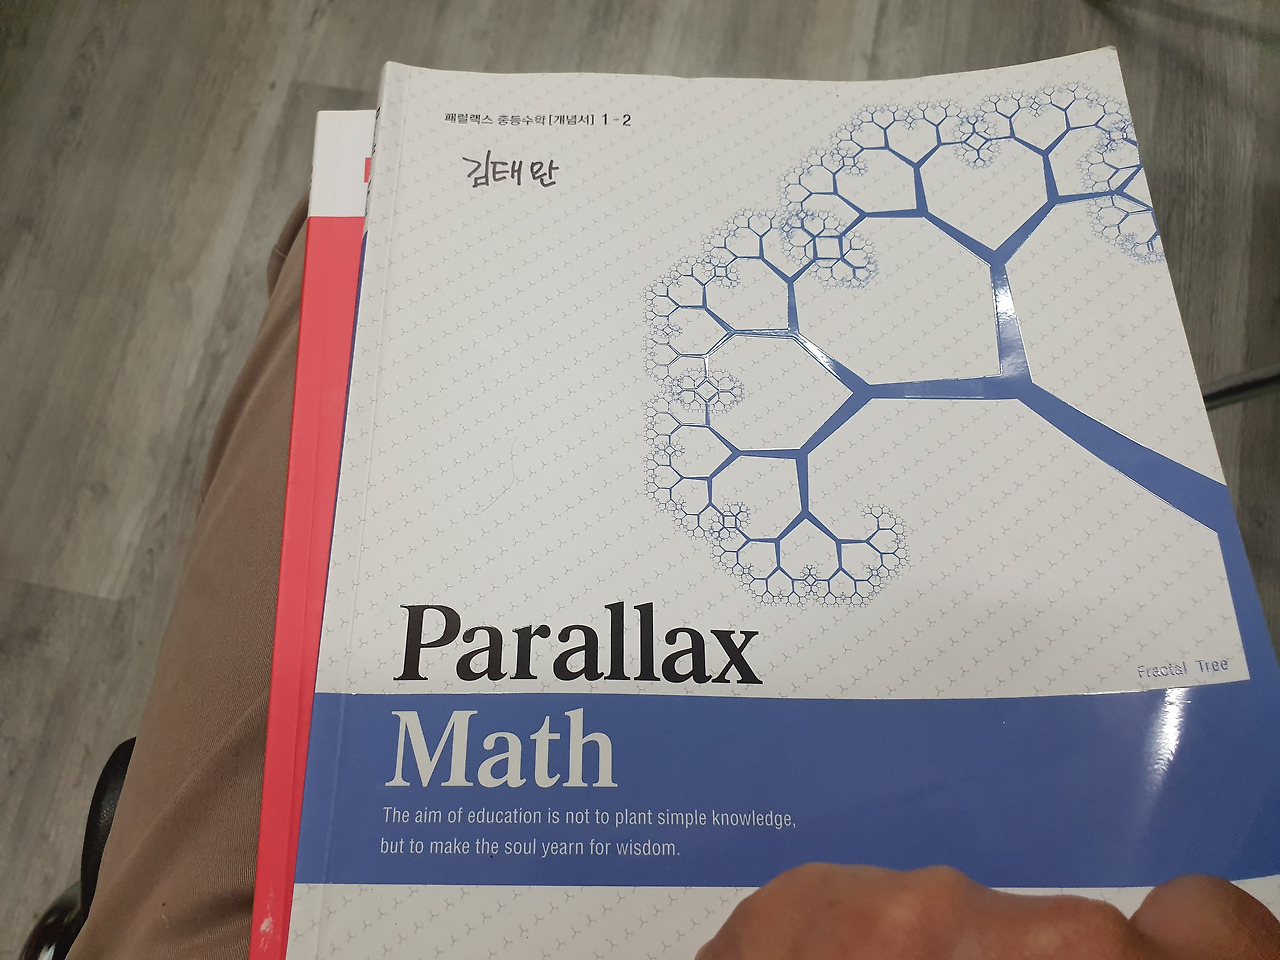 패럴랙스 중등수학[개념서] 1-2
김태완
Fractal Tree
Parallax
Math
The aim of education is not to plant simple knowledge,
but to make the soul yearn for wisdom.